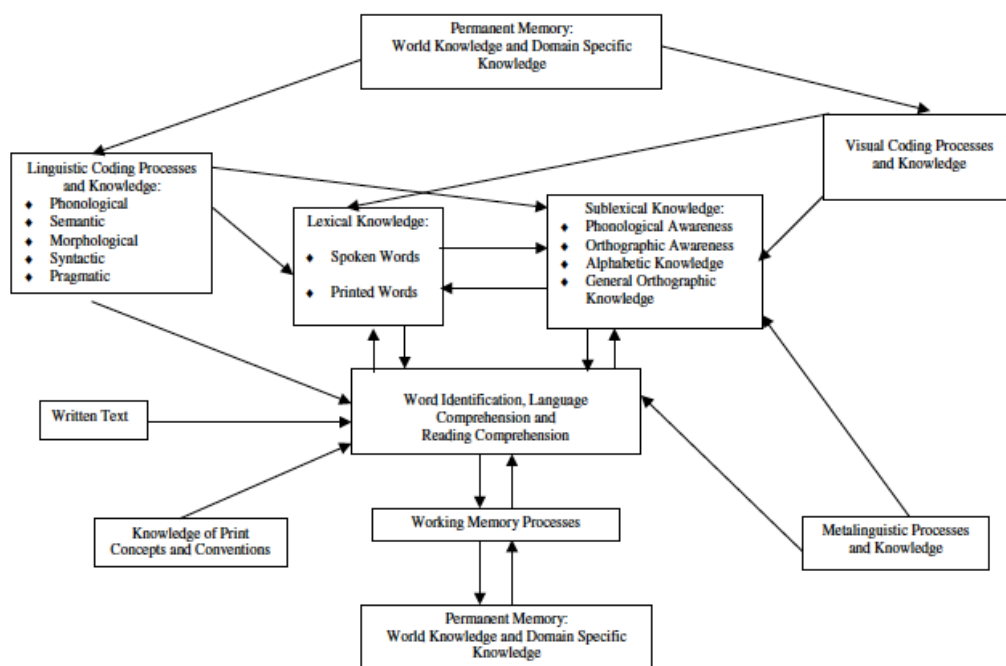 Permanent Memory:
World Knowledge and Domain Specific
Knowledge
Visual Coding Processes
and Knowledge
Linguistic Coding Processes
and Knowledge:
♦ Phonological
♦ Semantic
♦ Morphological
♦ Syntactic
♦ Pragmatic
Lexical Knowledge:
♦ Spoken Words
♦ Printed Words
Sublexical Knowledge:
♦ Phonological Awareness
♦ Orthographic Awareness
♦ Alphabetic Knowledge
♦ General Orthographic
Knowledge
Word Identification, Language
Comprehension and
Reading Comprehension
Written Text
Knowledge of Print
Concepts and Conventions
Working Memory Processes
Metalinguistic Processes
and Knowledge
Permanent Memory:
World Knowledge and Domain Specific
Knowledge